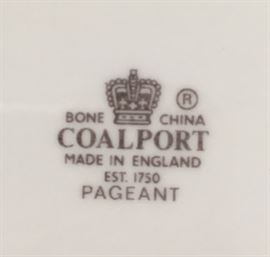 BONE CHINA ®
COALPORT
MADE IN ENGLAND
EST. 1750
PAGEANT